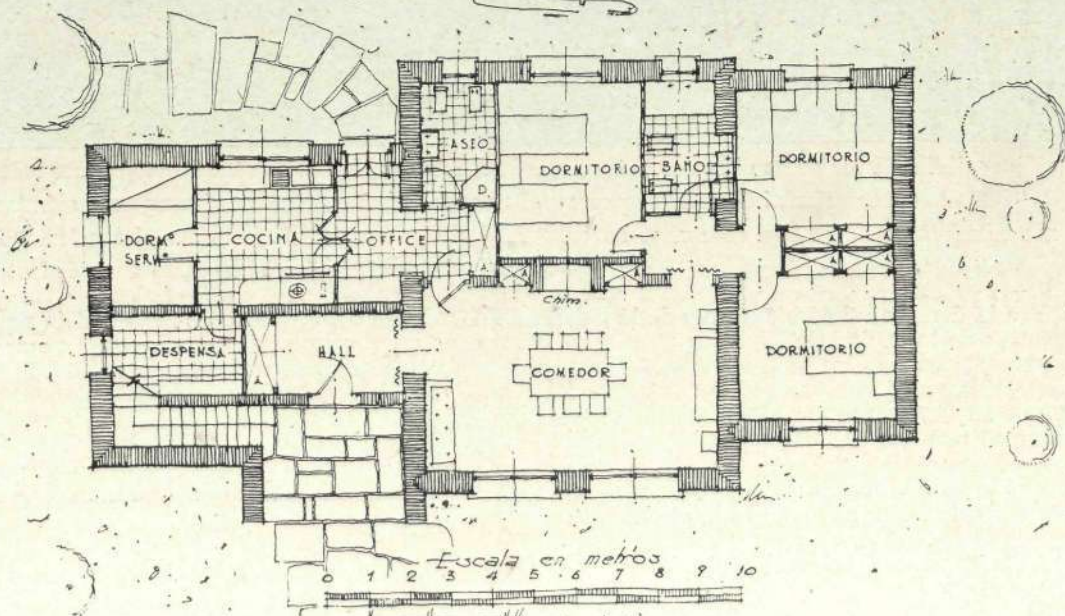 ASEO
D.
DORMITORIO
BAÑO
DORMITORIO
DORMº
SERVº
COCINA
OFFICE
A
A
A
A
A
A
A
Chim.
DESPENSA
A
HALL
COMEDOR
DORMITORIO
Escala en metros
0 1 2 3 4 5 6 7 8 9 10